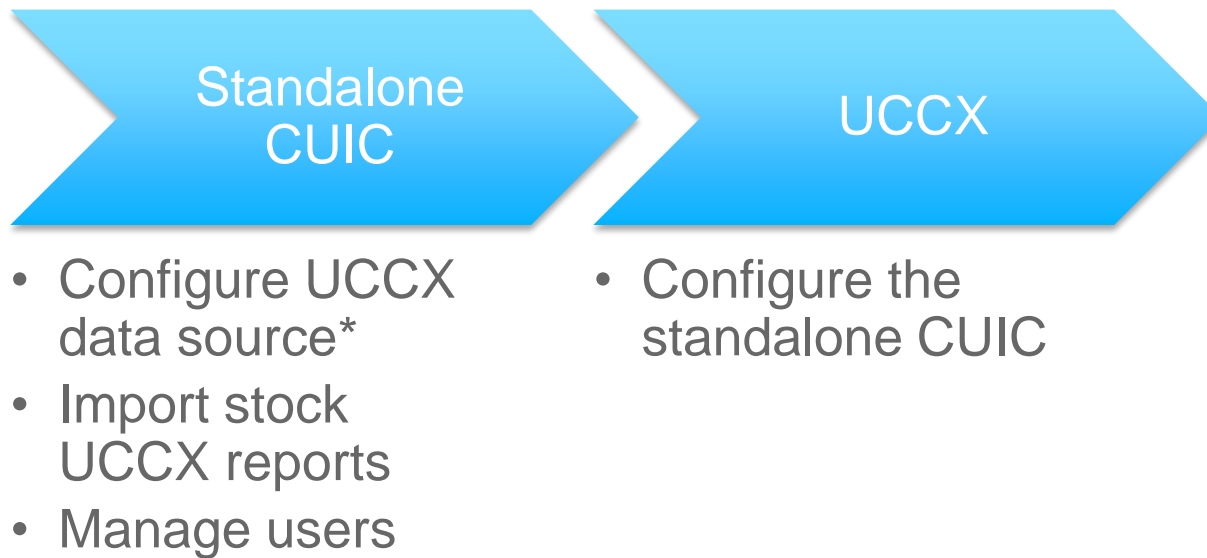 Standalone
CUIC
UCCX
• Configure UCCX
data source*
• Import stock
UCCX reports
• Manage users
• Configure the
standalone CUIC